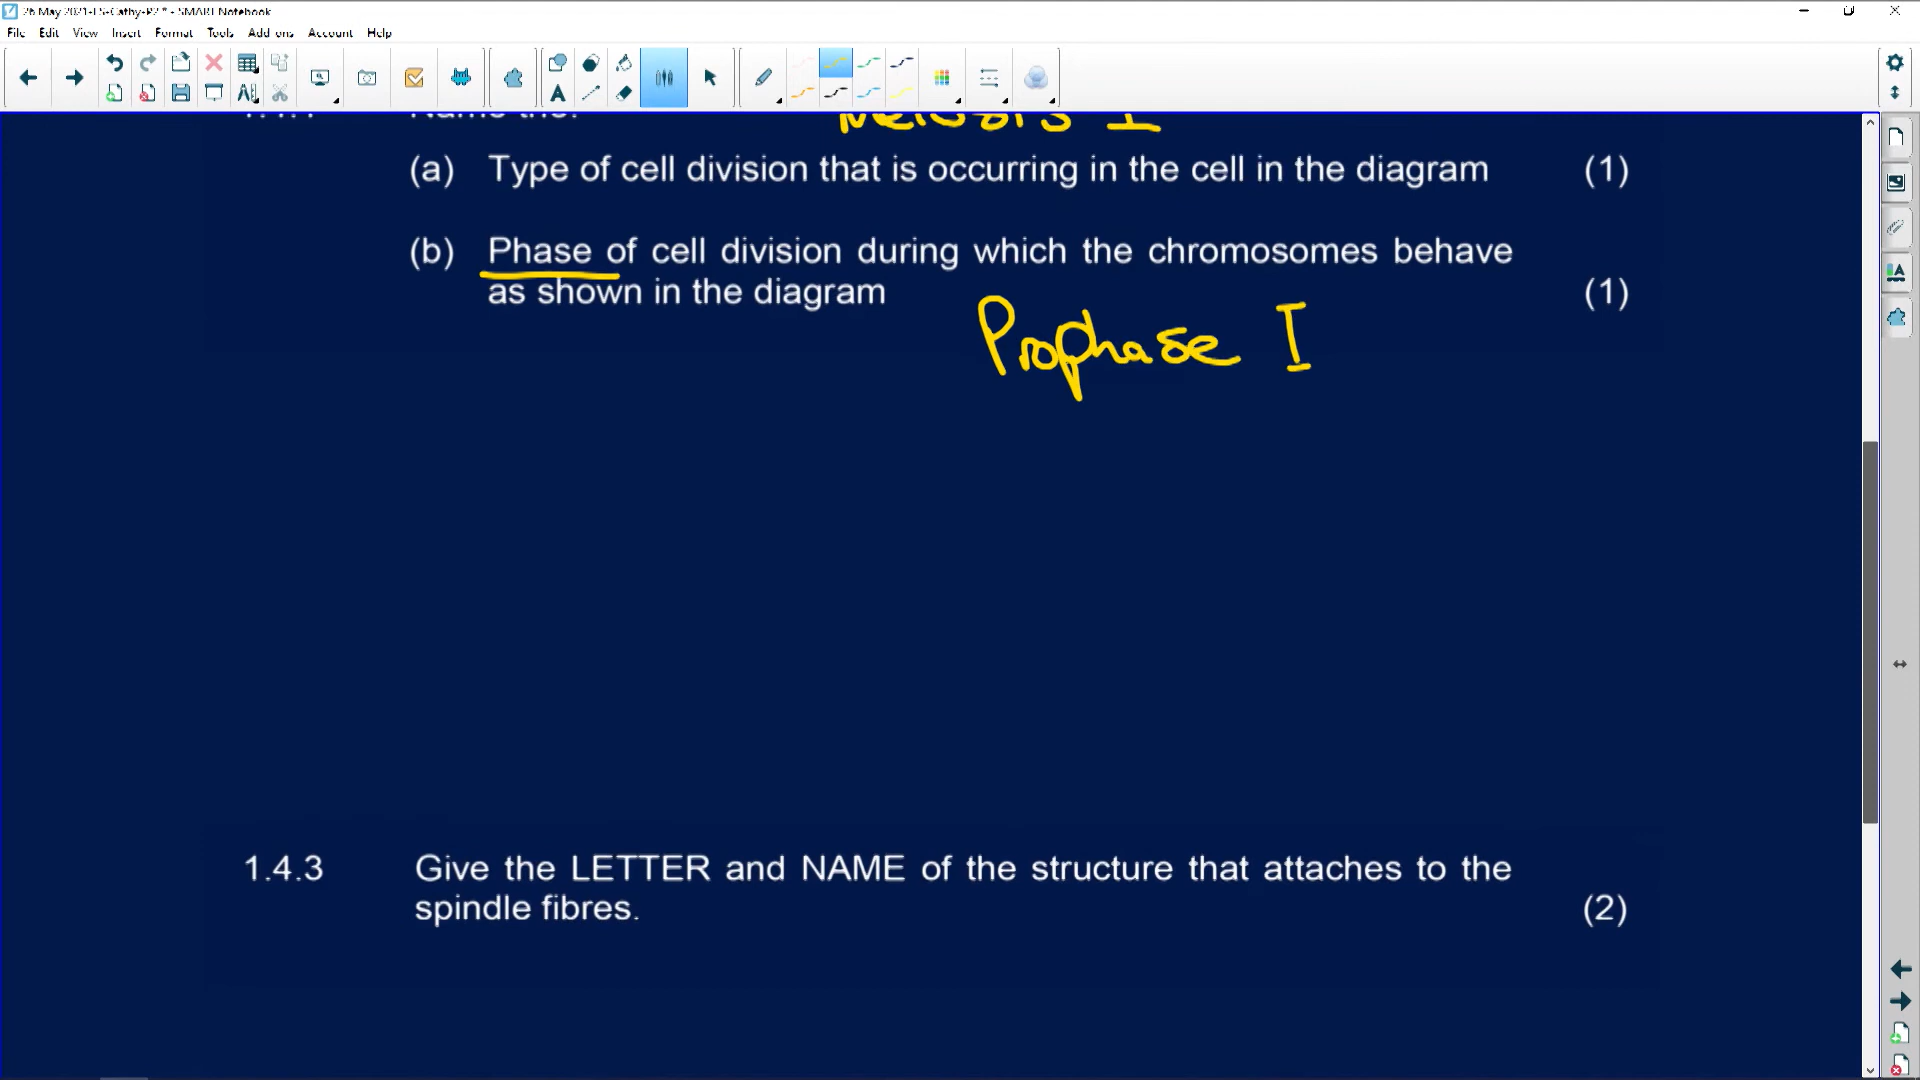 File Edit View Insert Format Tools Add-ons Account Help
Meiosis I
(a) Type of cell division that is occurring in the cell in the diagram (1)
(b) Phase of cell division during which the chromosomes behave
as shown in the diagram (1)
Prophase I
1.4.3 Give the LETTER and NAME of the structure that attaches to the
spindle fibres. (2)